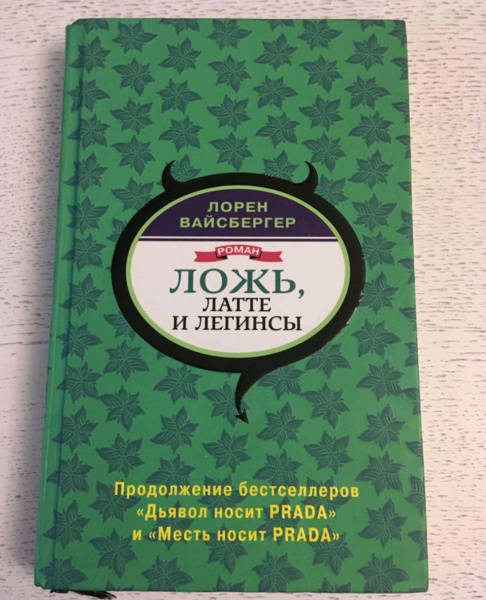 ЛОРЕН
ВАЙСБЕРГЕР
РОМАН
ЛОЖЬ,
ЛАТТЕ
И ЛЕГИНСЫ
Продолжение бестселлеров
«Дьявол носит PRADA»
и «Месть носит PRADA»